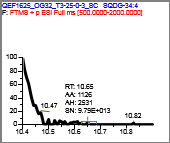 QEF1625_OG32_T3-25-0-3_SC SQDG-34:4
F: FTMS + p ESI Full ms [500.0000-2000.0000]
100
80
60
40
20
0
RT: 10.65
AA: 1126
AH: 2531
SN: 9.79E+013
10.47
10.82
10.4 10.5 10.6 10.7 10.8